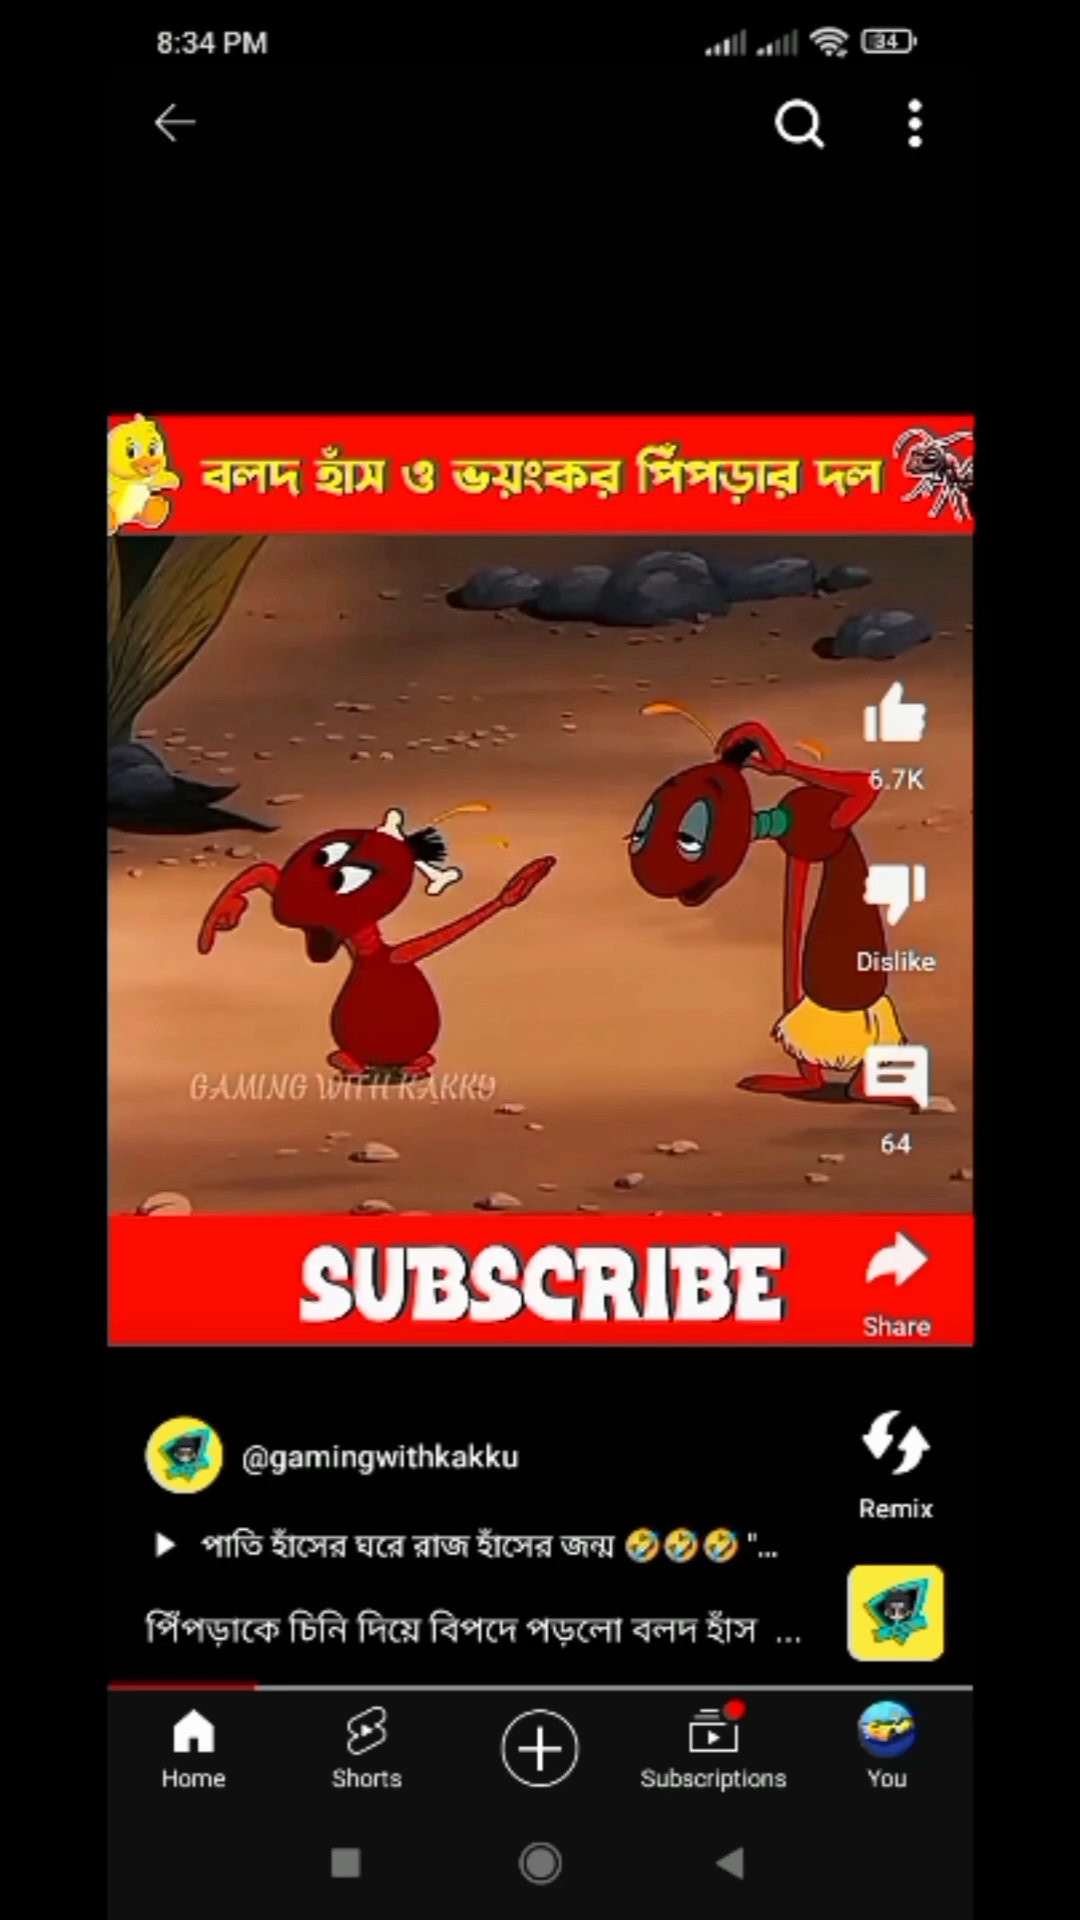 8:34 PM
34
বলদ হাঁস ও ভয়ংকর পিঁপড়ার দল
6.7K
Dislike
GAMING WITH KAKKU
64
SUBSCRIBE
Share
@gamingwithkakku
Remix
পাতি হাঁসের ঘরে রাজ হাঁসের জন্ম 🤣🤣🤣 "...
পিঁপড়াকে চিনি দিয়ে বিপদে পড়লো বলদ হাঁস ...
Home
Shorts
Subscriptions
You